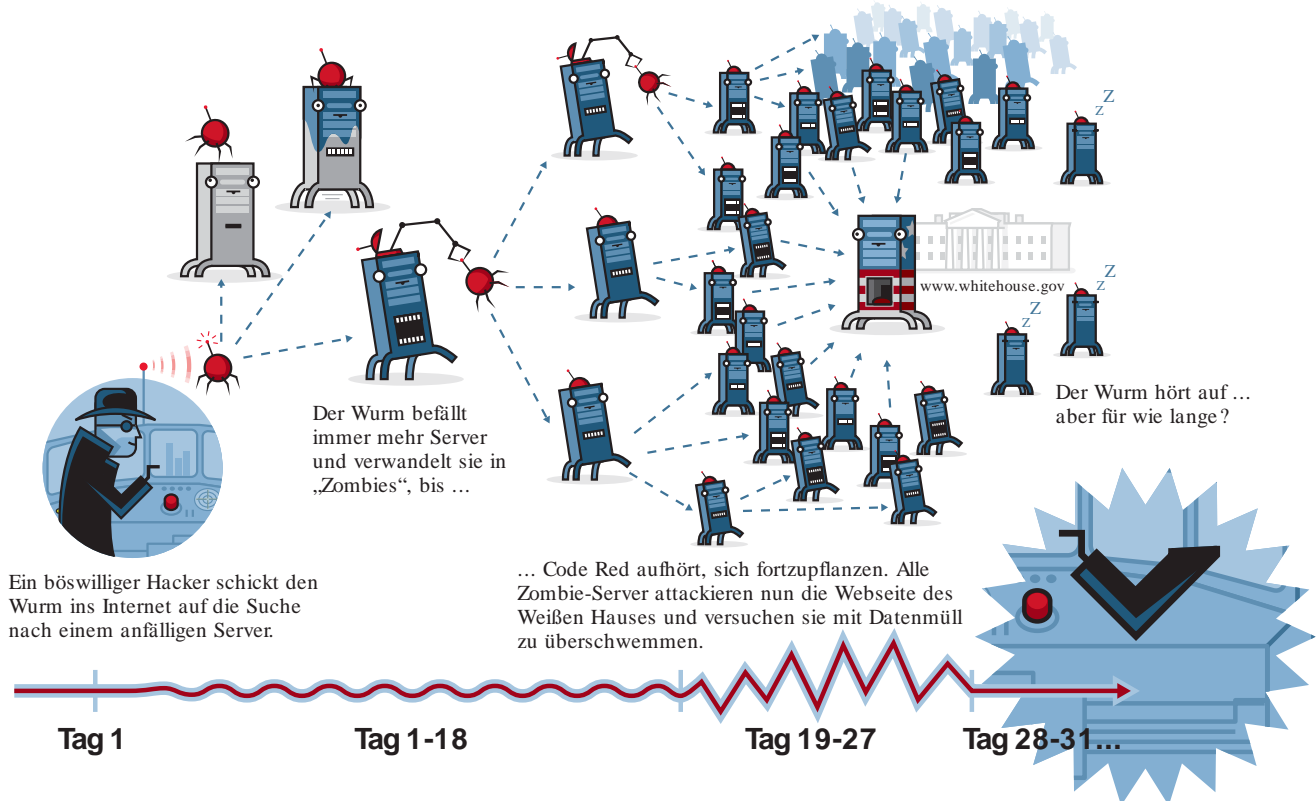 Z
z
z
www.whitehouse.gov
Z
z
z
Z
z
z
Der Wurm hört auf ...
aber für wie lange?
Der Wurm befällt
immer mehr Server
und verwandelt sie in
„Zombies“, bis ...
Ein böswilliger Hacker schickt den
Wurm ins Internet auf die Suche
nach einem anfälligen Server.
... Code Red aufhört, sich fortzupflanzen. Alle
Zombie-Server attackieren nun die Webseite des
Weißen Hauses und versuchen sie mit Datenmüll
zu überschwemmen.
Tag 1
Tag 1-18
Tag 19-27
Tag 28-31...